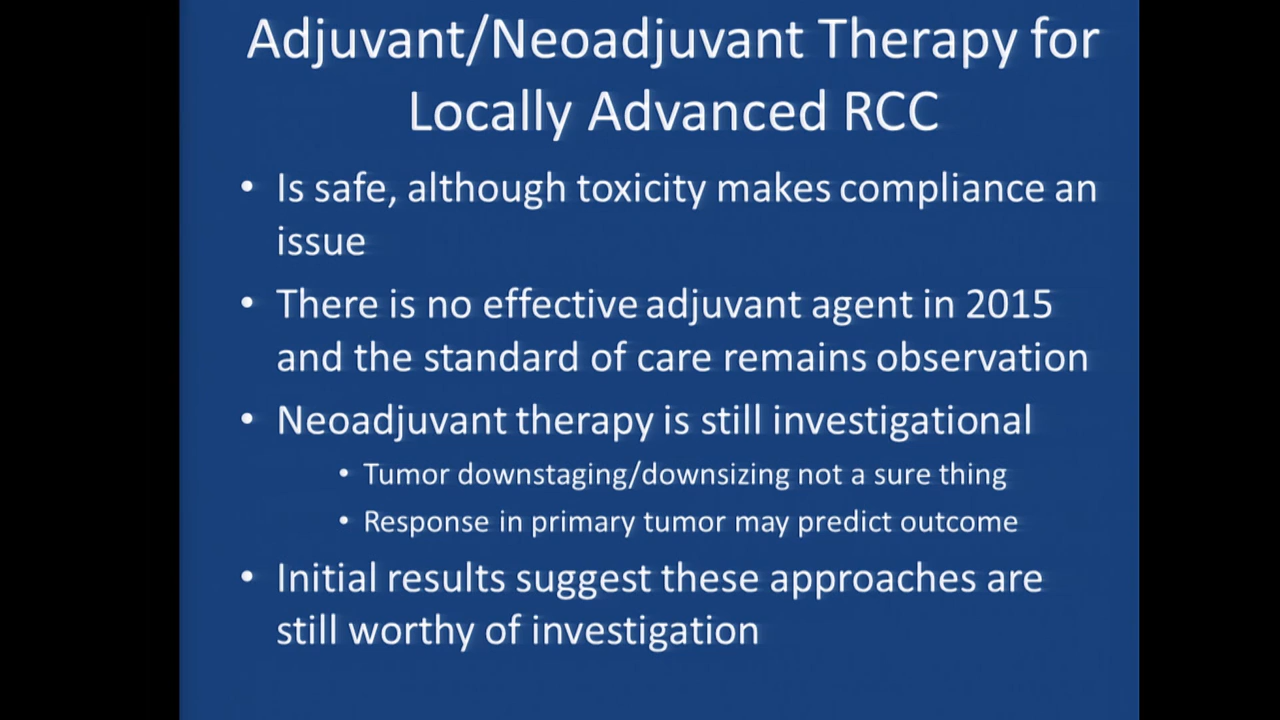 Adjuvant/Neoadjuvant Therapy for
Locally Advanced RCC
• Is safe, although toxicity makes compliance an
issue
• There is no effective adjuvant agent in 2015
and the standard of care remains observation
• Neoadjuvant therapy is still investigational
• Tumor downstaging/downsizing not a sure thing
• Response in primary tumor may predict outcome
• Initial results suggest these approaches are
still worthy of investigation